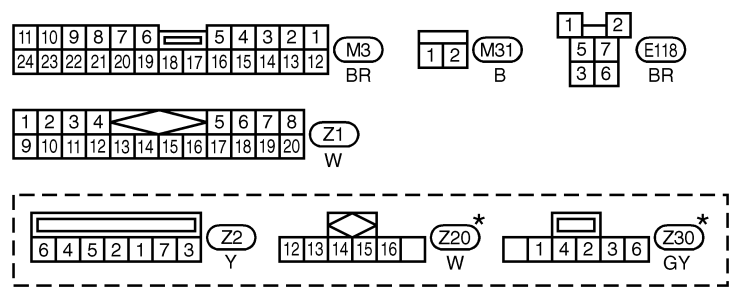 11 10 9 8 7 6 5 4 3 2 1
24 23 22 21 20 19 18 17 16 15 14 13 12
M3
BR
1 2
M31
B
1 2
5 7
3 6
E118
BR
1 2 3 4 5 6 7 8
9 10 11 12 13 14 15 16 17 18 19 20
Z1
W
6 4 5 2 1 7 3
Z2
Y
12 13 14 15 16
Z20 *
W
1 4 2 3 6
Z30 *
GY